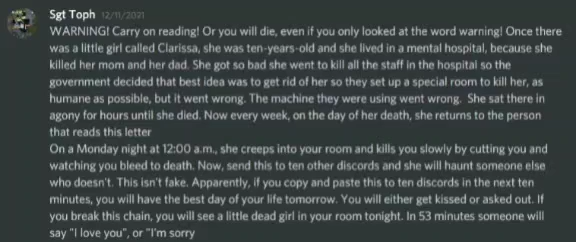 Sgt Toph 12/11/2021
WARNING! Carry on reading! Or you will die, even if you only looked at the word warning! Once there
was a little girl called Clarissa, she was ten-years-old and she lived in a mental hospital, because she
killed her mom and her dad. She got so bad she went to kill all the staff in the hospital so the
government decided that best idea was to get rid of her so they set up a special room to kill her, as
humane as possible, but it went wrong. The machine they were using went wrong. She sat there in
agony for hours until she died. Now every week, on the day of her death, she returns to the person
that reads this letter
On a Monday night at 12:00 a.m., she creeps into your room and kills you slowly by cutting you and
watching you bleed to death. Now, send this to ten other discords and she will haunt someone else
who doesn't. This isn't fake. Apparently, if you copy and paste this to ten discords in the next ten
minutes, you will have the best day of your life tomorrow. You will either get kissed or asked out. If
you break this chain, you will see a little dead girl in your room tonight. In 53 minutes someone will
say "I love you", or "I'm sorry